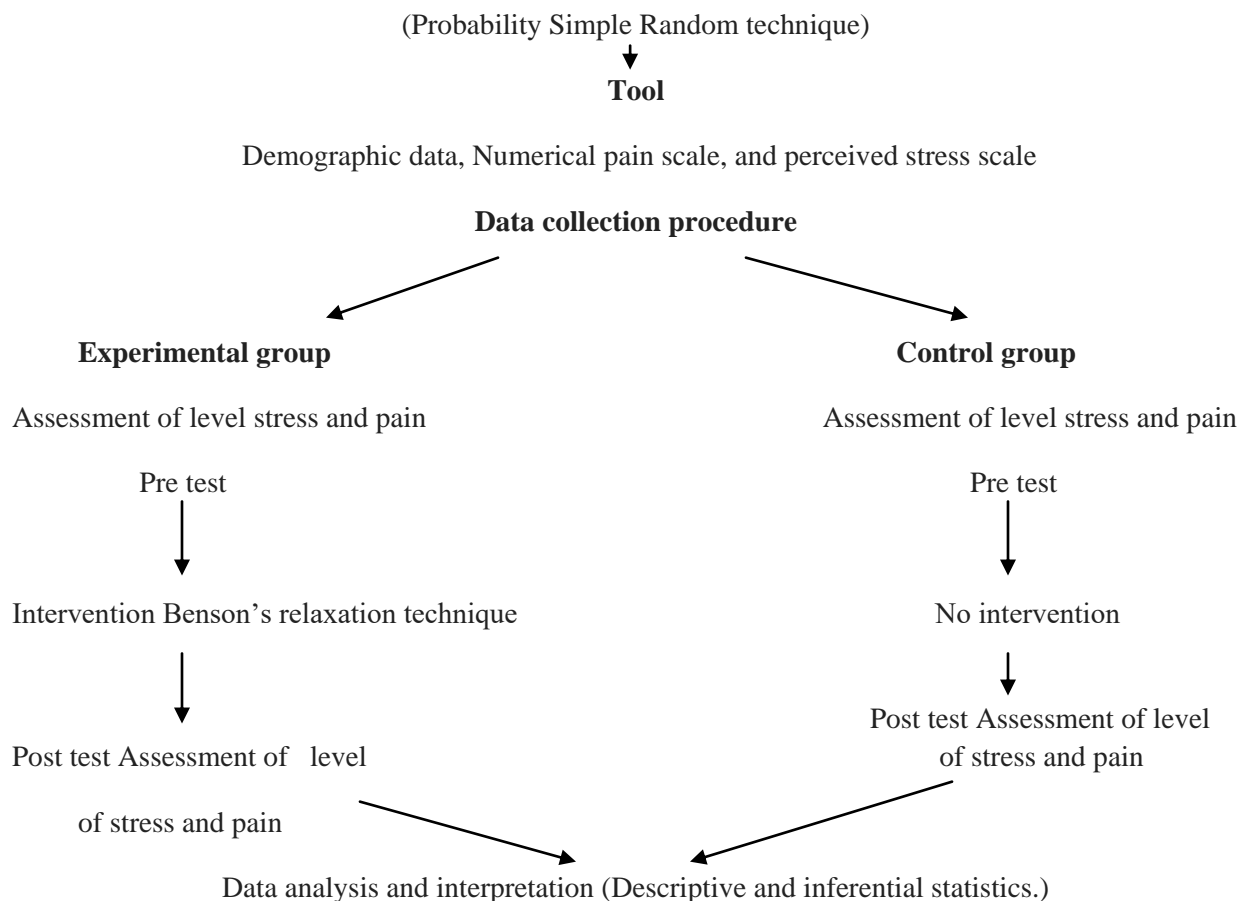 (Probability Simple Random technique)
Tool
Demographic data, Numerical pain scale, and perceived stress scale
Data collection procedure
Experimental group
Control group
Assessment of level stress and pain
Assessment of level stress and pain
Pre test
Pre test
Intervention Benson’s relaxation technique
No intervention
Post test Assessment of level
of stress and pain
Post test Assessment of level
of stress and pain
Data analysis and interpretation (Descriptive and inferential statistics.)